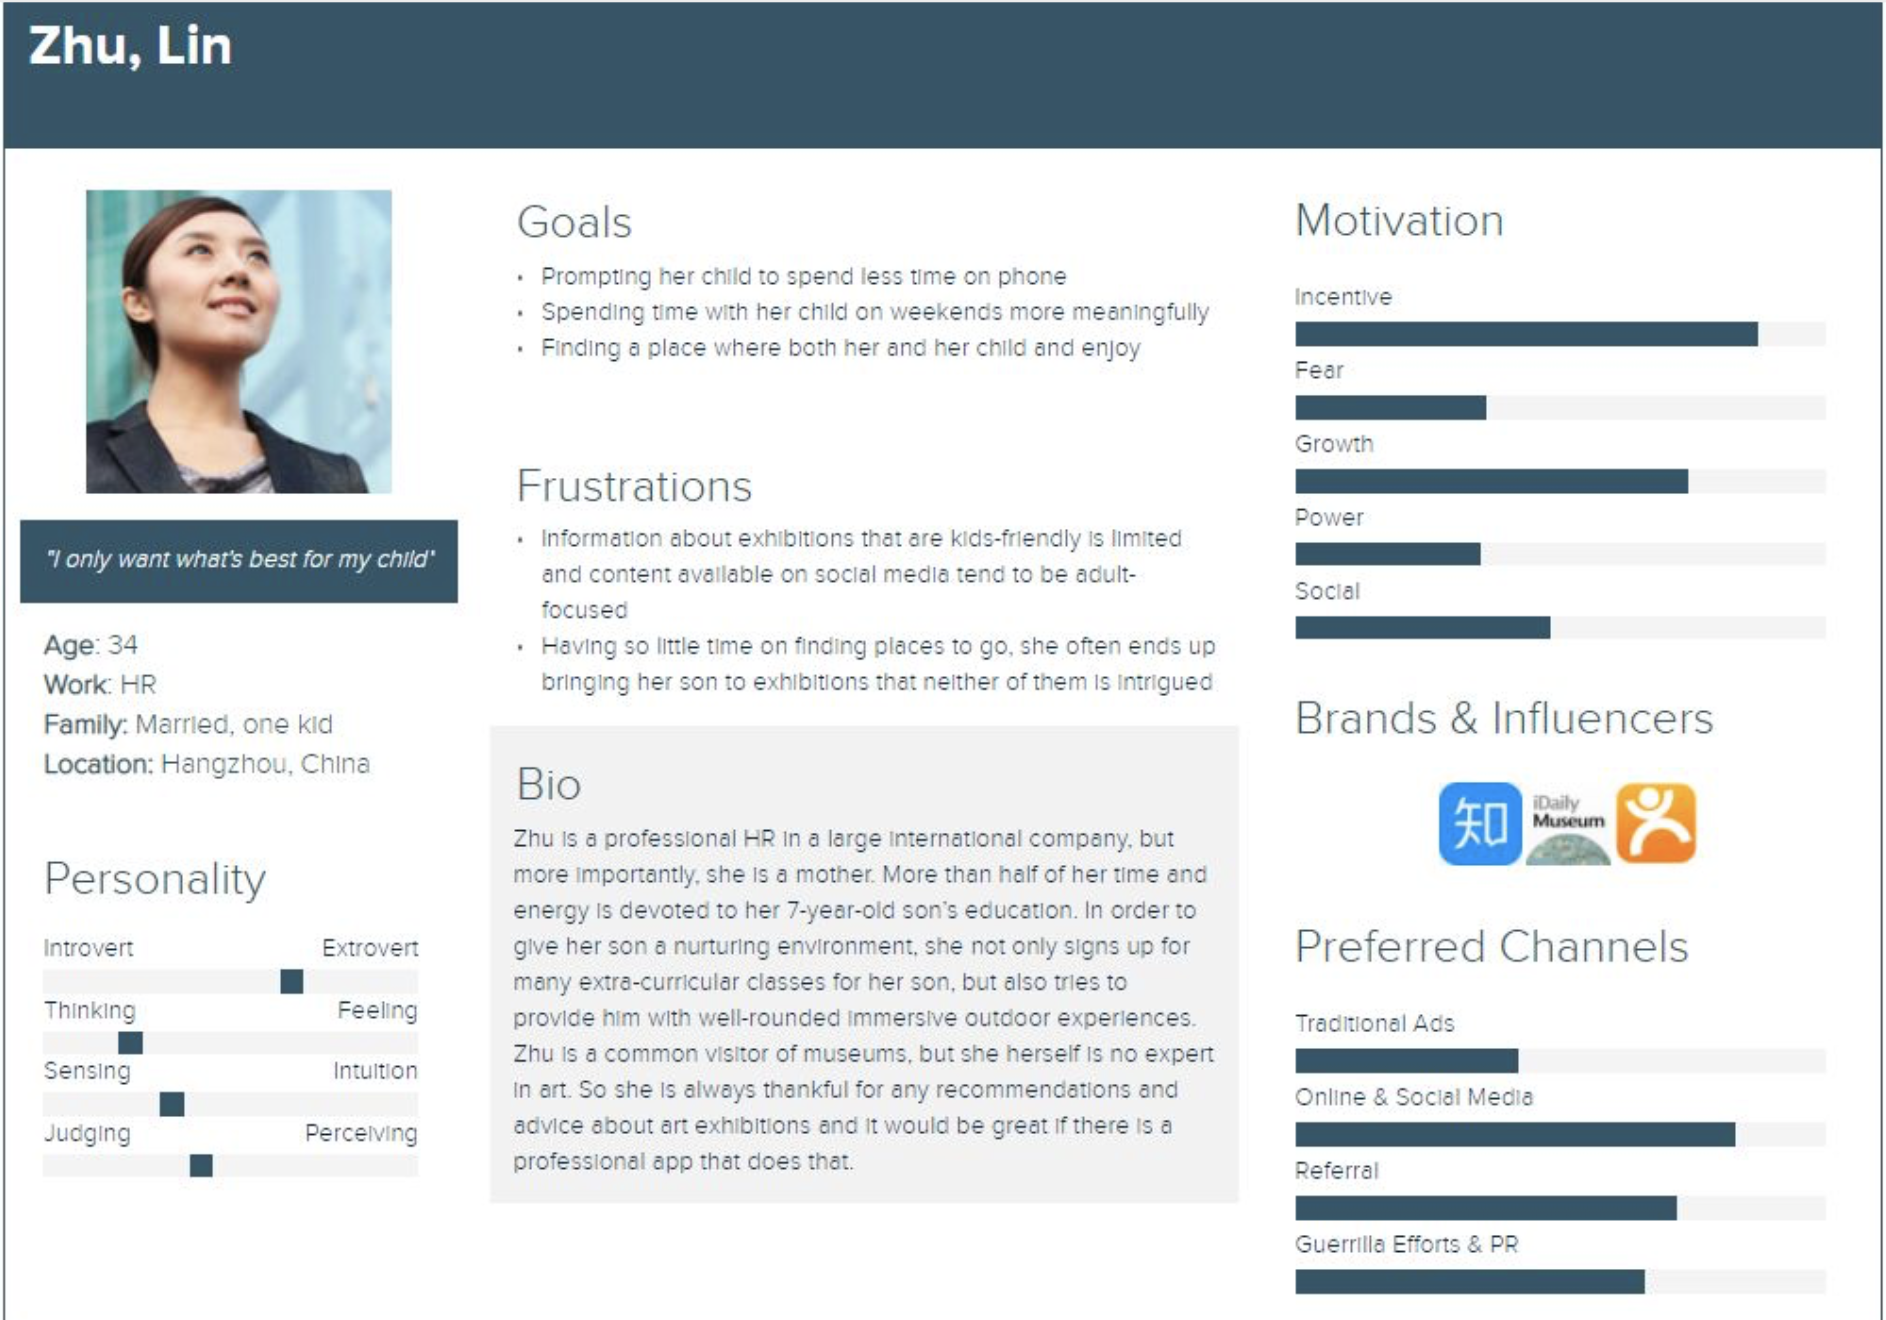 Zhu, Lin
"I only want what's best for my child"
Age: 34
Work: HR
Family: Married, one kid
Location: Hangzhou, China
Personality
Introvert Extrovert
Thinking Feeling
Sensing Intuition
Judging Perceiving
Goals
• Prompting her child to spend less time on phone
• Spending time with her child on weekends more meaningfully
• Finding a place where both her and her child and enjoy
Frustrations
• Information about exhibitions that are kids-friendly is limited
and content available on social media tend to be adult-
focused
• Having so little time on finding places to go, she often ends up
bringing her son to exhibitions that neither of them is intrigued
Bio
Zhu is a professional HR in a large international company, but
more importantly, she is a mother. More than half of her time and
energy is devoted to her 7-year-old son's education. In order to
give her son a nurturing environment, she not only signs up for
many extra-curricular classes for her son, but also tries to
provide him with well-rounded immersive outdoor experiences.
Zhu is a common visitor of museums, but she herself is no expert
in art. So she is always thankful for any recommendations and
advice about art exhibitions and it would be great if there is a
professional app that does that.
Motivation
Incentive
Fear
Growth
Power
Social
Brands & Influencers
知
iDaily
Museum
Preferred Channels
Traditional Ads
Online & Social Media
Referral
Guerrilla Efforts & PR